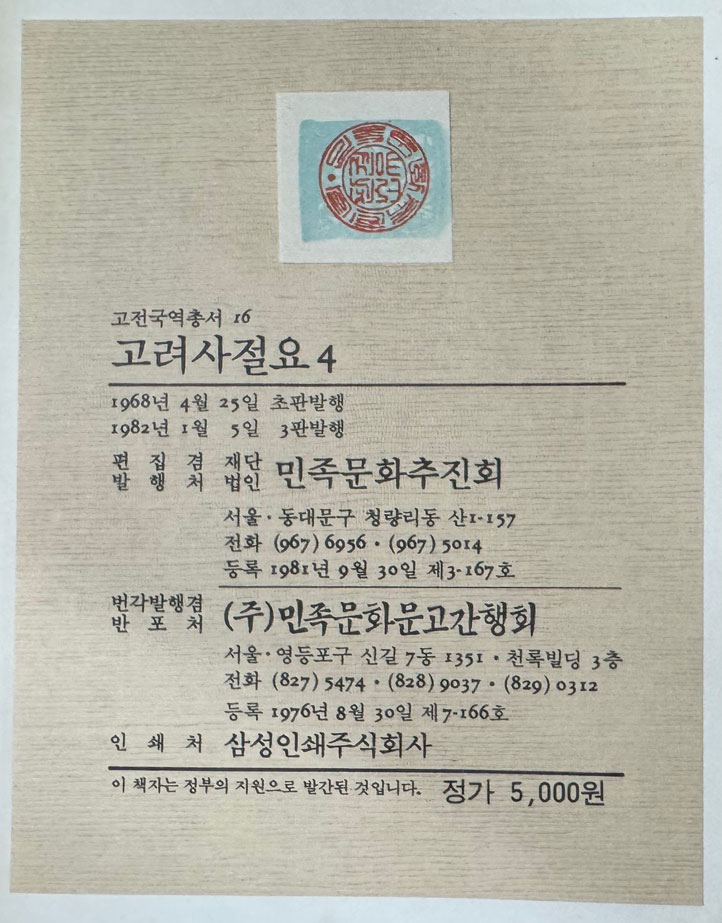 고전국역총서 16
고려사절요 4
1968년 4월 25일 초판발행
1982년 1월 5일 3판발행
편집겸 재단
발행처 법인 민족문화추진회
서울·동대문구 청량리동 산1-157
전화 (967) 6956·(967) 5014
등록 1981년 9월 30일 제3-167호
번각발행겸
반포처 (주)민족문화문고간행회
서울·영등포구 신길 7동 1351·천록빌딩 3층
전화 (827) 5474·(828) 9037·(829) 0312
등록 1976년 8월 30일 제7-166호
인쇄처 삼성인쇄주식회사
이 책자는 정부의 지원으로 발간된 것입니다. 정가 5,000원